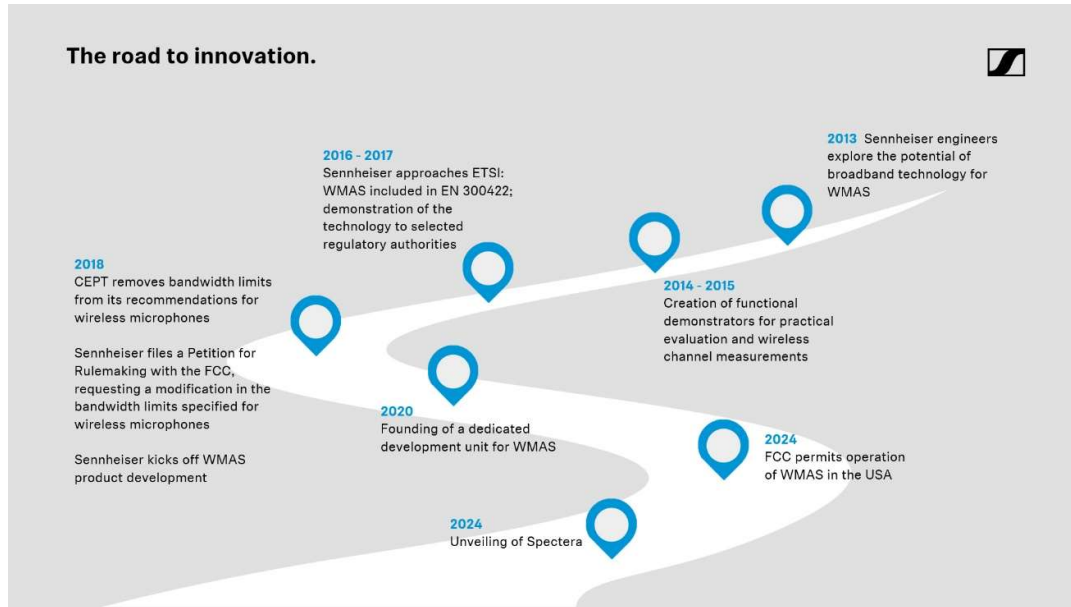 The road to innovation.
2013 Sennheiser engineers
explore the potential of
broadband technology for
WMAS
2014 - 2015
Creation of functional
demonstrators for practical
evaluation and wireless
channel measurements
2016 - 2017
Sennheiser approaches ETSI:
WMAS included in EN 300422;
demonstration of the
technology to selected
regulatory authorities
2018
CEPT removes bandwidth limits
from its recommendations for
wireless microphones
Sennheiser files a Petition for
Rulemaking with the FCC,
requesting a modification in the
bandwidth limits specified for
wireless microphones
Sennheiser kicks off WMAS
product development
2020
Founding of a dedicated
development unit for WMAS
2024
FCC permits operation
of WMAS in the USA
2024
Unveiling of Spectera